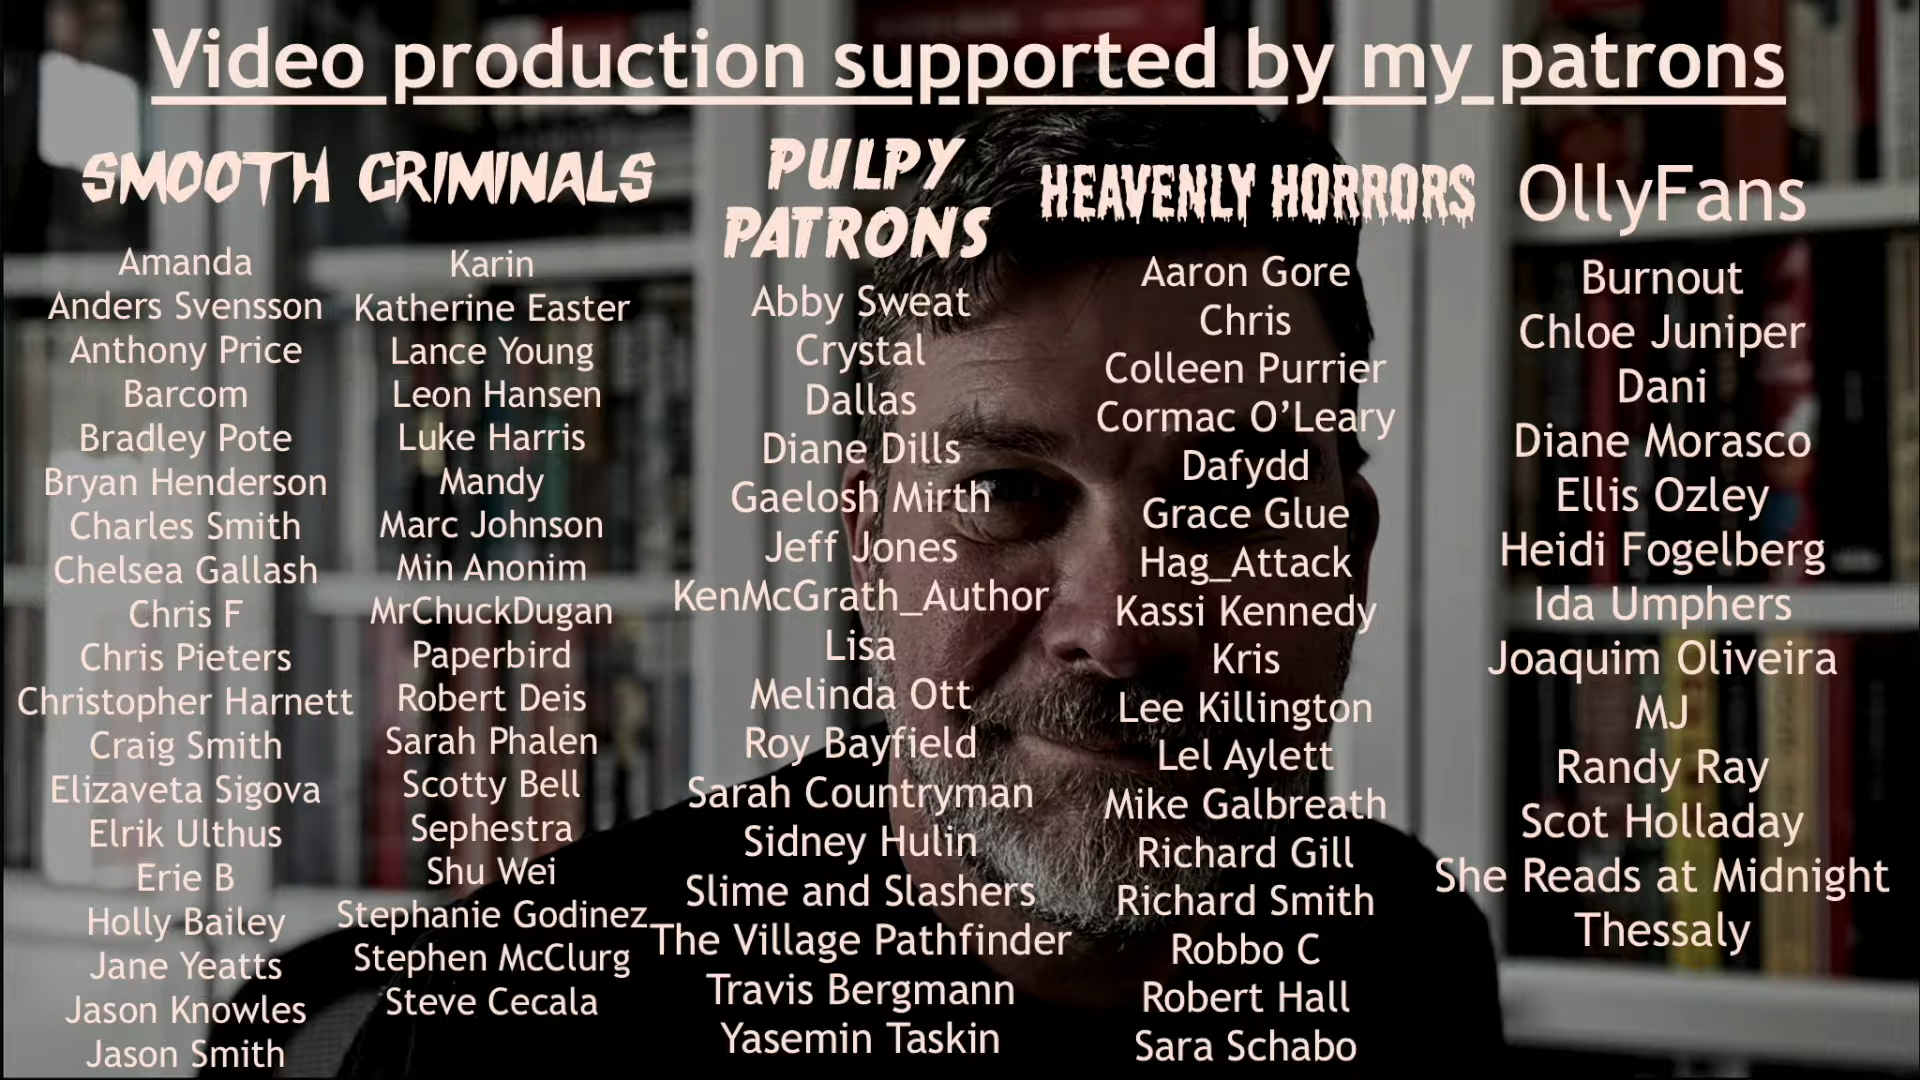 Video production supported by my patrons
SMOOTH CRIMINALS
Amanda
Anders Svensson
Anthony Price
Barcom
Bradley Pote
Bryan Henderson
Charles Smith
Chelsea Gallash
Chris F
Chris Pieters
Christopher Harnett
Craig Smith
Elizaveta Sigova
Elrik Ulthus
Erie B
Holly Bailey
Jane Yeatts
Jason Knowles
Jason Smith
Karin
Katherine Easter
Lance Young
Leon Hansen
Luke Harris
Mandy
Marc Johnson
Min Anonim
MrChuckDugan
Paperbird
Robert Deis
Sarah Phalen
Scotty Bell
Sephestra
Shu Wei
Stephanie Godinez
Stephen McClurg
Steve Cecala
PULPY
PATRONS
Abby Sweat
Crystal
Dallas
Diane Dills
Gaelosh Mirth
Jeff Jones
KenMcGrath_Author
Lisa
Melinda Ott
Roy Bayfield
Sarah Countryman
Sidney Hulin
Slime and Slashers
The Village Pathfinder
Travis Bergmann
Yasemin Taskin
HEAVENLY HORRORS
Aaron Gore
Chris
Colleen Purrier
Cormac O’Leary
Dafydd
Grace Glue
Hag_Attack
Kassi Kennedy
Kris
Lee Killington
Lel Aylett
Mike Galbreath
Richard Gill
Richard Smith
Robbo C
Robert Hall
Sara Schabo
OllyFans
Burnout
Chloe Juniper
Dani
Diane Morasco
Ellis Ozley
Heidi Fogelberg
Ida Umphers
Joaquim Oliveira
MJ
Randy Ray
Scot Holladay
She Reads at Midnight
Thessaly